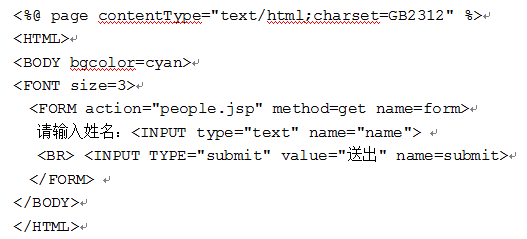 <%@ page contentType="text/html;charset=GB2312" %>
<HTML>
<BODY bgcolor=cyan>
<FONT size=3>
<FORM action="people.jsp" method=get name=form>
请输入姓名：<INPUT type="text" name="name">
<BR> <INPUT TYPE="submit" value="送出" name=submit>
</FORM>
</BODY>
</HTML>